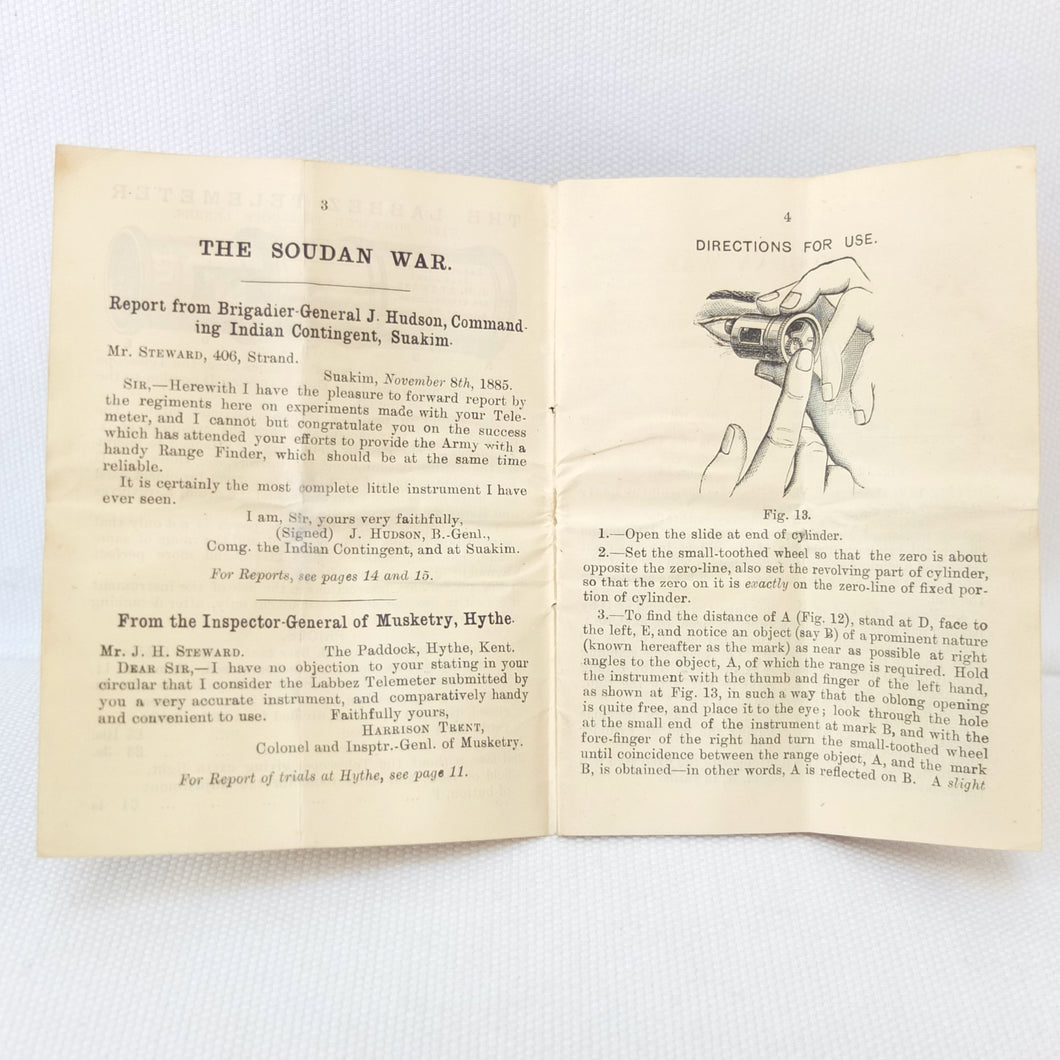 3
THE SOUDAN WAR.
Report from Brigadier-General J. Hudson, Command-
ing Indian Contingent, Suakim.
Mr. STEWARD, 406, Strand.
Suakim, November 8th, 1885.
SIR,—Herewith I have the pleasure to forward report by
the regiments here on experiments made with your Tele-
meter, and I cannot but congratulate you on the success
which has attended your efforts to provide the Army with a
handy Range Finder, which should be at the same time
reliable.
It is certainly the most complete little instrument I have
ever seen.
I am, Sir, yours very faithfully,
(Signed) J. HUDSON, B.-Genl.,
Comg. the Indian Contingent, and at Suakim.
For Reports, see pages 14 and 15.
From the Inspector-General of Musketry, Hythe.
Mr. J. H. STEWARD. The Paddock, Hythe, Kent.
DEAR SIR,—I have no objection to your stating in your
circular that I consider the Labbez Telemeter submitted by
you a very accurate instrument, and comparatively handy
and convenient to use. Faithfully yours,
HARRISON TRENT,
Colonel and Insptr.-Genl. of Musketry.
For Report of trials at Hythe, see page 11.
4
DIRECTIONS FOR USE.
Fig. 13.
1.—Open the slide at end of cylinder.
2.—Set the small-toothed wheel so that the zero is about
opposite the zero-line, also set the revolving part of cylinder,
so that the zero on it is exactly on the zero-line of fixed por-
tion of cylinder.
3.—To find the distance of A (Fig. 12), stand at D, face to
the left, E, and notice an object (say B) of a prominent nature
(known hereafter as the mark) as near as possible at right
angles to the object, A, of which the range is required. Hold
the instrument with the thumb and finger of the left hand,
as shown at Fig. 13, in such a way that the oblong opening
is quite free, and place it to the eye; look through the hole
at the small end of the instrument at mark B, and with the
fore-finger of the right hand turn the small-toothed wheel
until coincidence between the range object, A, and the mark
B, is obtained—in other words, A is reflected on B. A slight